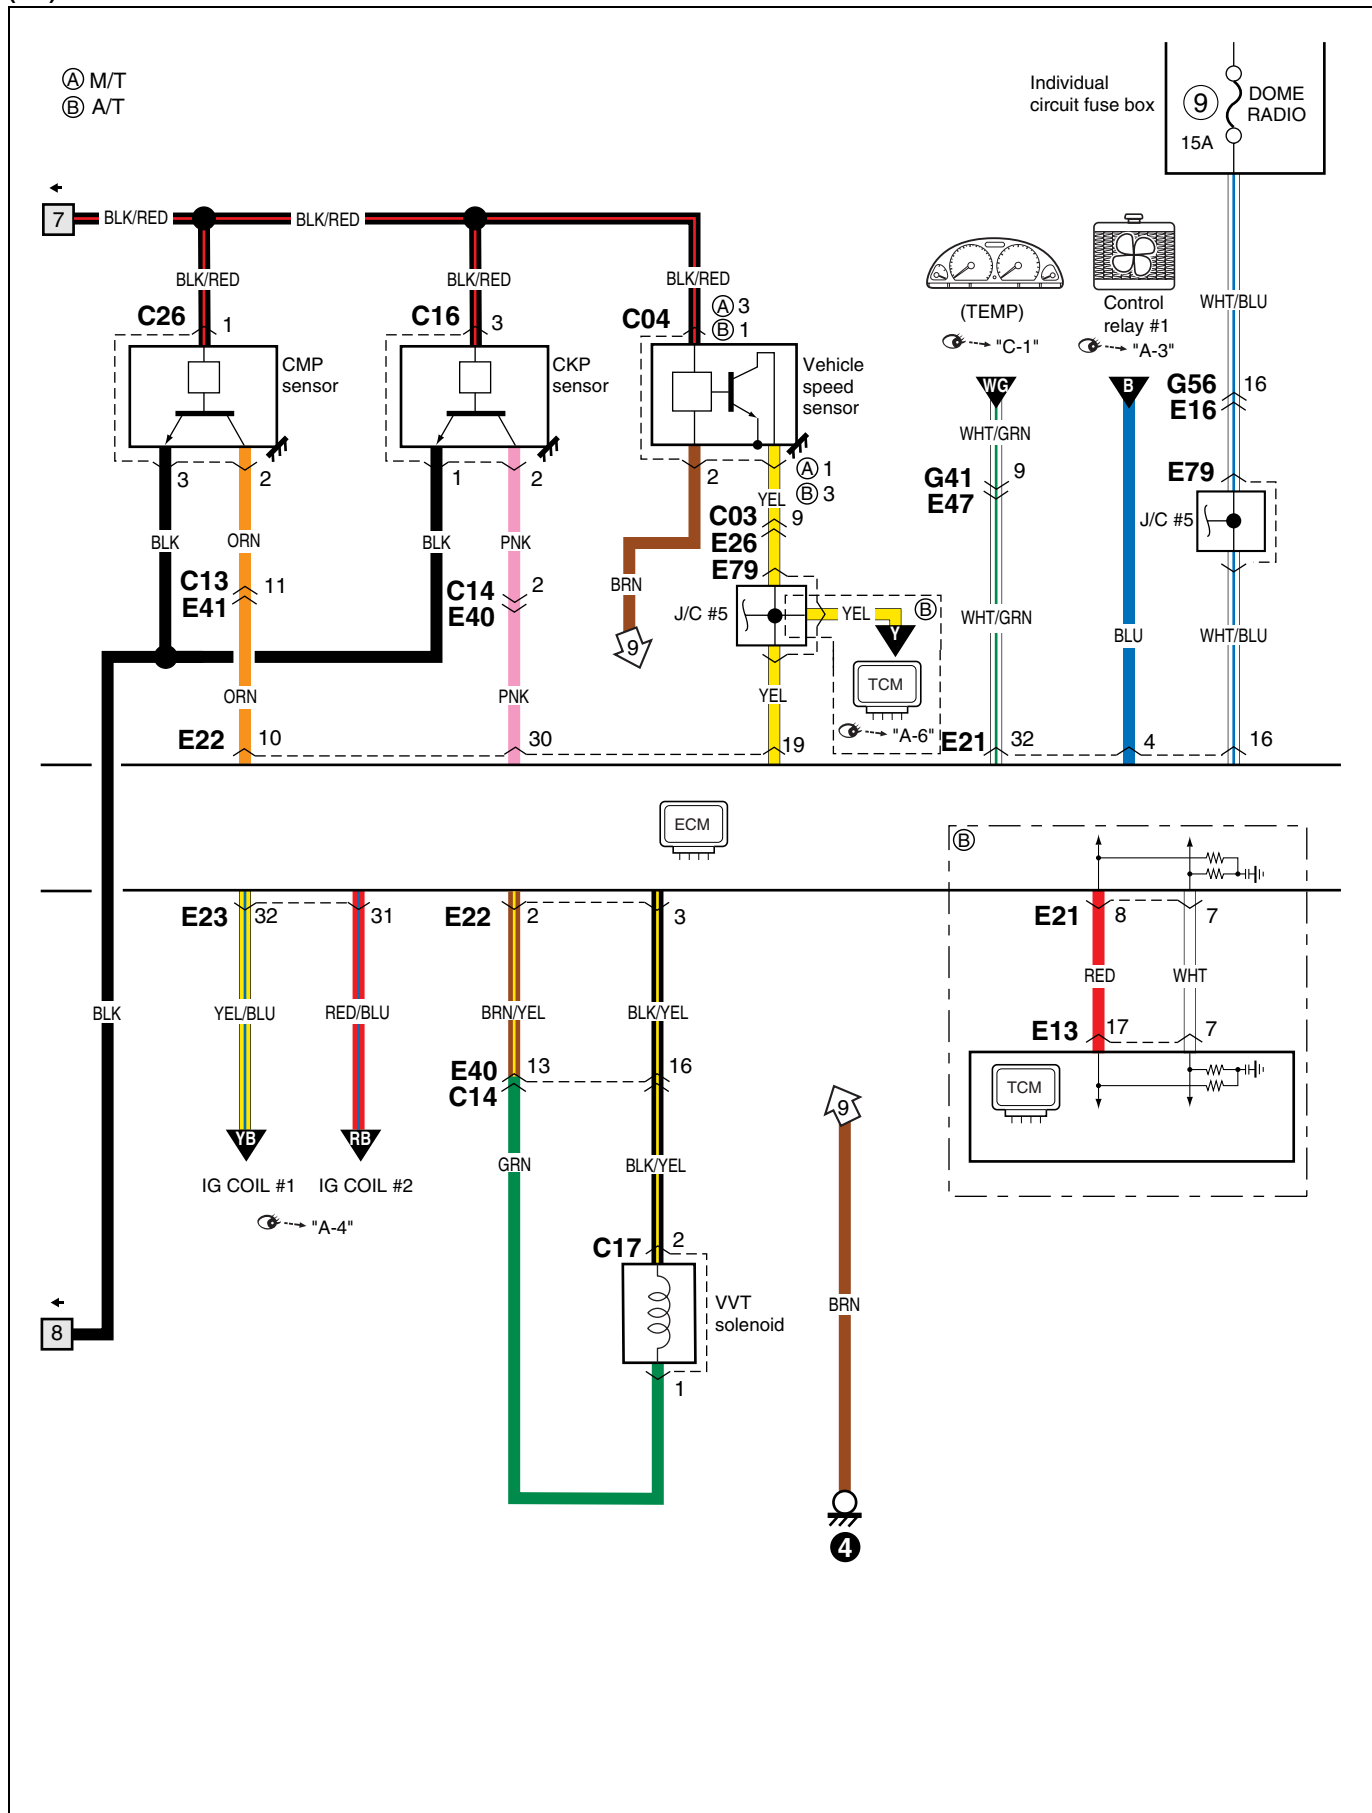 Ⓐ M/T
Ⓑ A/T
Individual
circuit fuse box
9
DOME
RADIO
15A
7
BLK/RED
BLK/RED
BLK/RED
BLK/RED
BLK/RED
WHT/BLU
(TEMP)
"C-1"
Control
relay #1
"A-3"
C26
1
C16
3
C04
Ⓐ 3
Ⓑ 1
CMP
sensor
CKP
sensor
Vehicle
speed
sensor
WG
B
G56
E16
16
WHT/GRN
3
2
1
2
2
Ⓐ 1
Ⓑ 3
YEL
G41
E47
9
E79
J/C #5
BLK
ORN
BLK
PNK
C03
E26
9
E79
BRN
C13
E41
11
C14
E40
2
J/C #5
YEL
Ⓑ
Y
9
WHT/GRN
BLU
WHT/BLU
TCM
"A-6"
ORN
PNK
YEL
E22
10
30
19
E21
32
4
16
ECM
Ⓑ
E23
32
31
E22
2
3
E21
8
7
BLK
YEL/BLU
RED/BLU
BRN/YEL
BLK/YEL
RED
WHT
E13
17
7
E40
C14
13
16
TCM
9
YB
RB
IG COIL #1
IG COIL #2
"A-4"
GRN
BLK/YEL
C17
2
VVT
solenoid
BRN
8
1
4